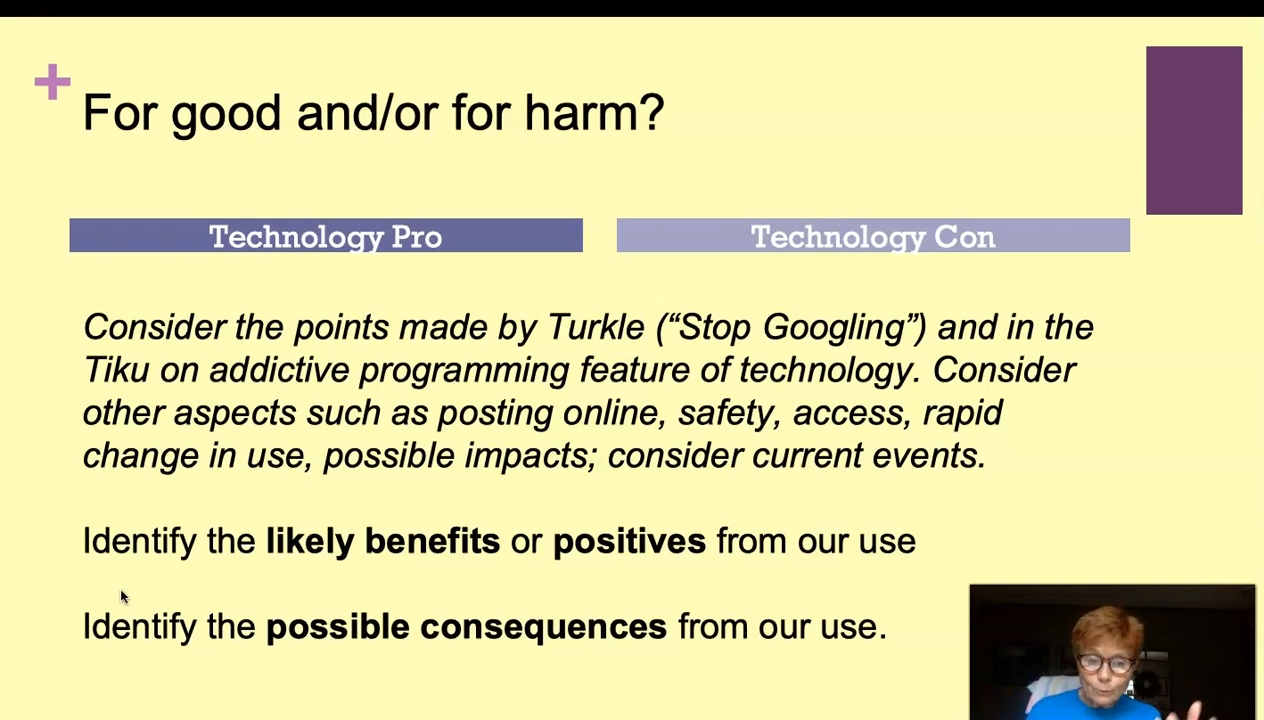 +
For good and/or for harm?
Technology Pro
Technology Con
Consider the points made by Turkle (“Stop Googling”) and in the
Tiku on addictive programming feature of technology. Consider
other aspects such as posting online, safety, access, rapid
change in use, possible impacts; consider current events.
Identify the likely benefits or positives from our use
Identify the possible consequences from our use.